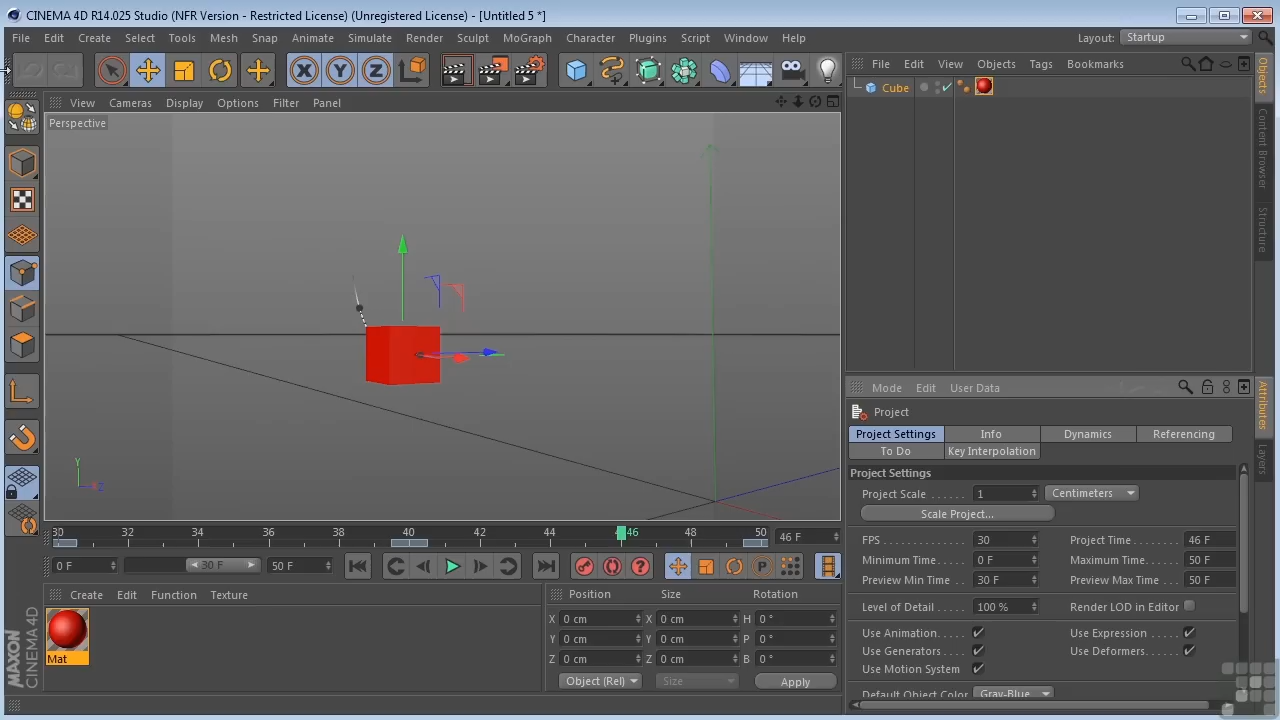 CINEMA 4D R14.025 Studio (NFR Version - Restricted License) (Unregistered License) - [Untitled 5 *]
File Edit Create Select Tools Mesh Snap Animate Simulate Render Sculpt MoGraph Character Plugins Script Window Help Layout: Startup
X Y Z
File Edit View Objects Tags Bookmarks
Objects
Cube
View Cameras Display Options Filter Panel
Perspective
Content Browser
Structure
Y
Z
Mode Edit User Data
Attributes
Project
Project Settings Info Dynamics Referencing
To Do Key Interpolation
Layers
Project Settings
Project Scale ...... 1 Centimeters
Scale Project...
30 32 34 36 38 40 42 44 46 48 50 46 F
FPS .............. 30 Project Time ....... 46 F
0 F 30 F 50 F P
Minimum Time.... 0 F Maximum Time.... 50 F
Preview Min Time 30 F Preview Max Time 50 F
Create Edit Function Texture
Position Size Rotation
Level of Detail ..... 100 % Render LOD in Editor
X 0 cm X 0 cm H 0 °
Y 0 cm Y 0 cm P 0 °
Z 0 cm Z 0 cm B 0 °
Use Animation..... Use Expression .....
Use Generators.... Use Deformers....
Use Motion System
Mat
Object (Rel) Size Apply
Default Object Color Gray-Blue
MAXON
CINEMA 4D